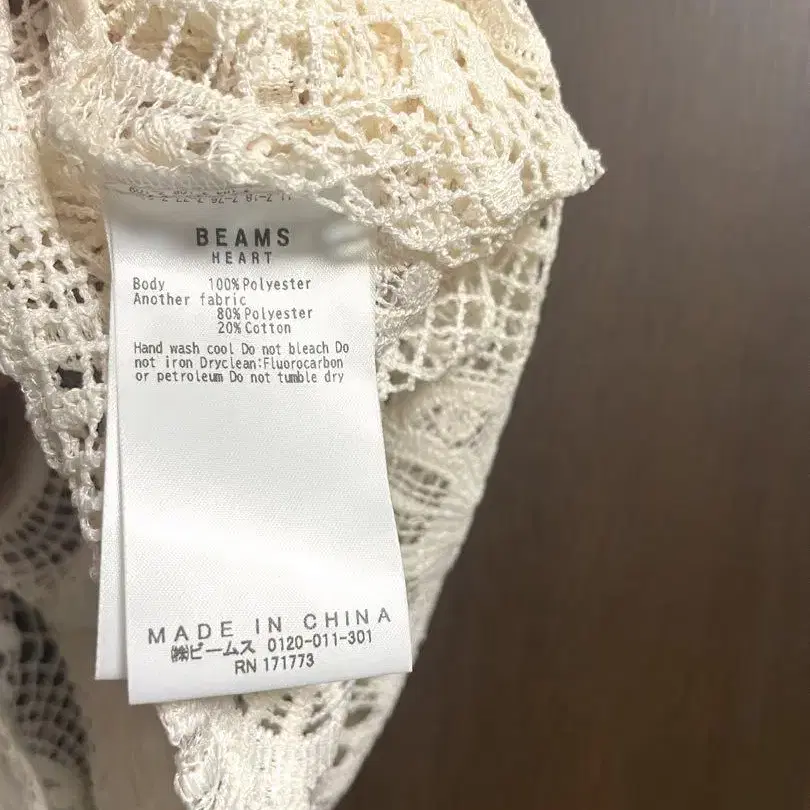 BEAMS
HEART
Body 100%Polyester
Another fabric
80%Polyester
20%Cotton
Hand wash cool Do not bleach Do
not iron Dryclean:Fluorocarbon
or petroleum Do not tumble dry
MADE IN CHINA
㈱ビームス 0120-011-301
RN 171773